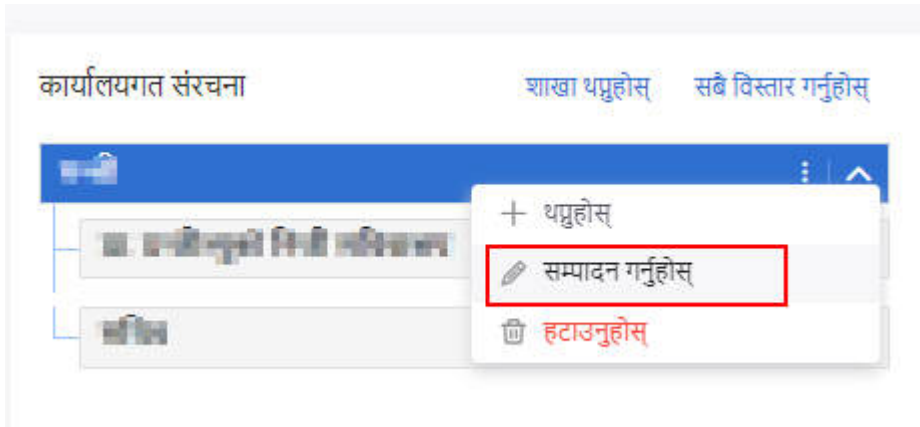 कार्यालयगत संरचना
शाखा थप्नुहोस् सबै विस्तार गर्नुहोस्
थप्नुहोस्
सम्पादन गर्नुहोस्
हटाउनुहोस्